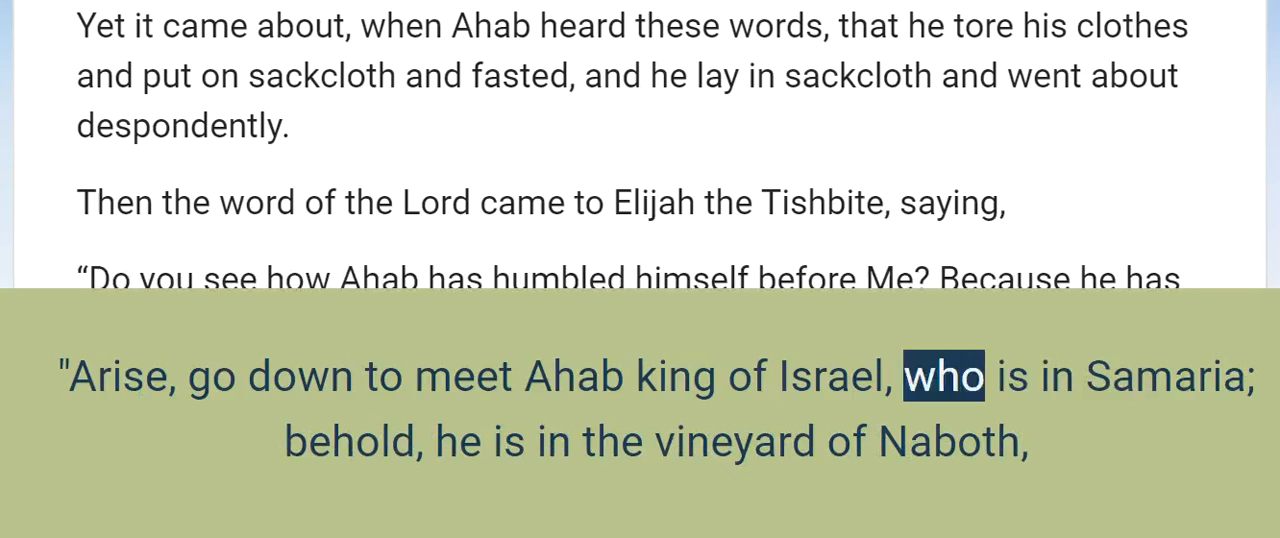 Yet it came about, when Ahab heard these words, that he tore his clothes
and put on sackcloth and fasted, and he lay in sackcloth and went about
despondently.
Then the word of the Lord came to Elijah the Tishbite, saying,
“Do you see how Ahab has humbled himself before Me? Because he has
"Arise, go down to meet Ahab king of Israel, who is in Samaria;
behold, he is in the vineyard of Naboth,